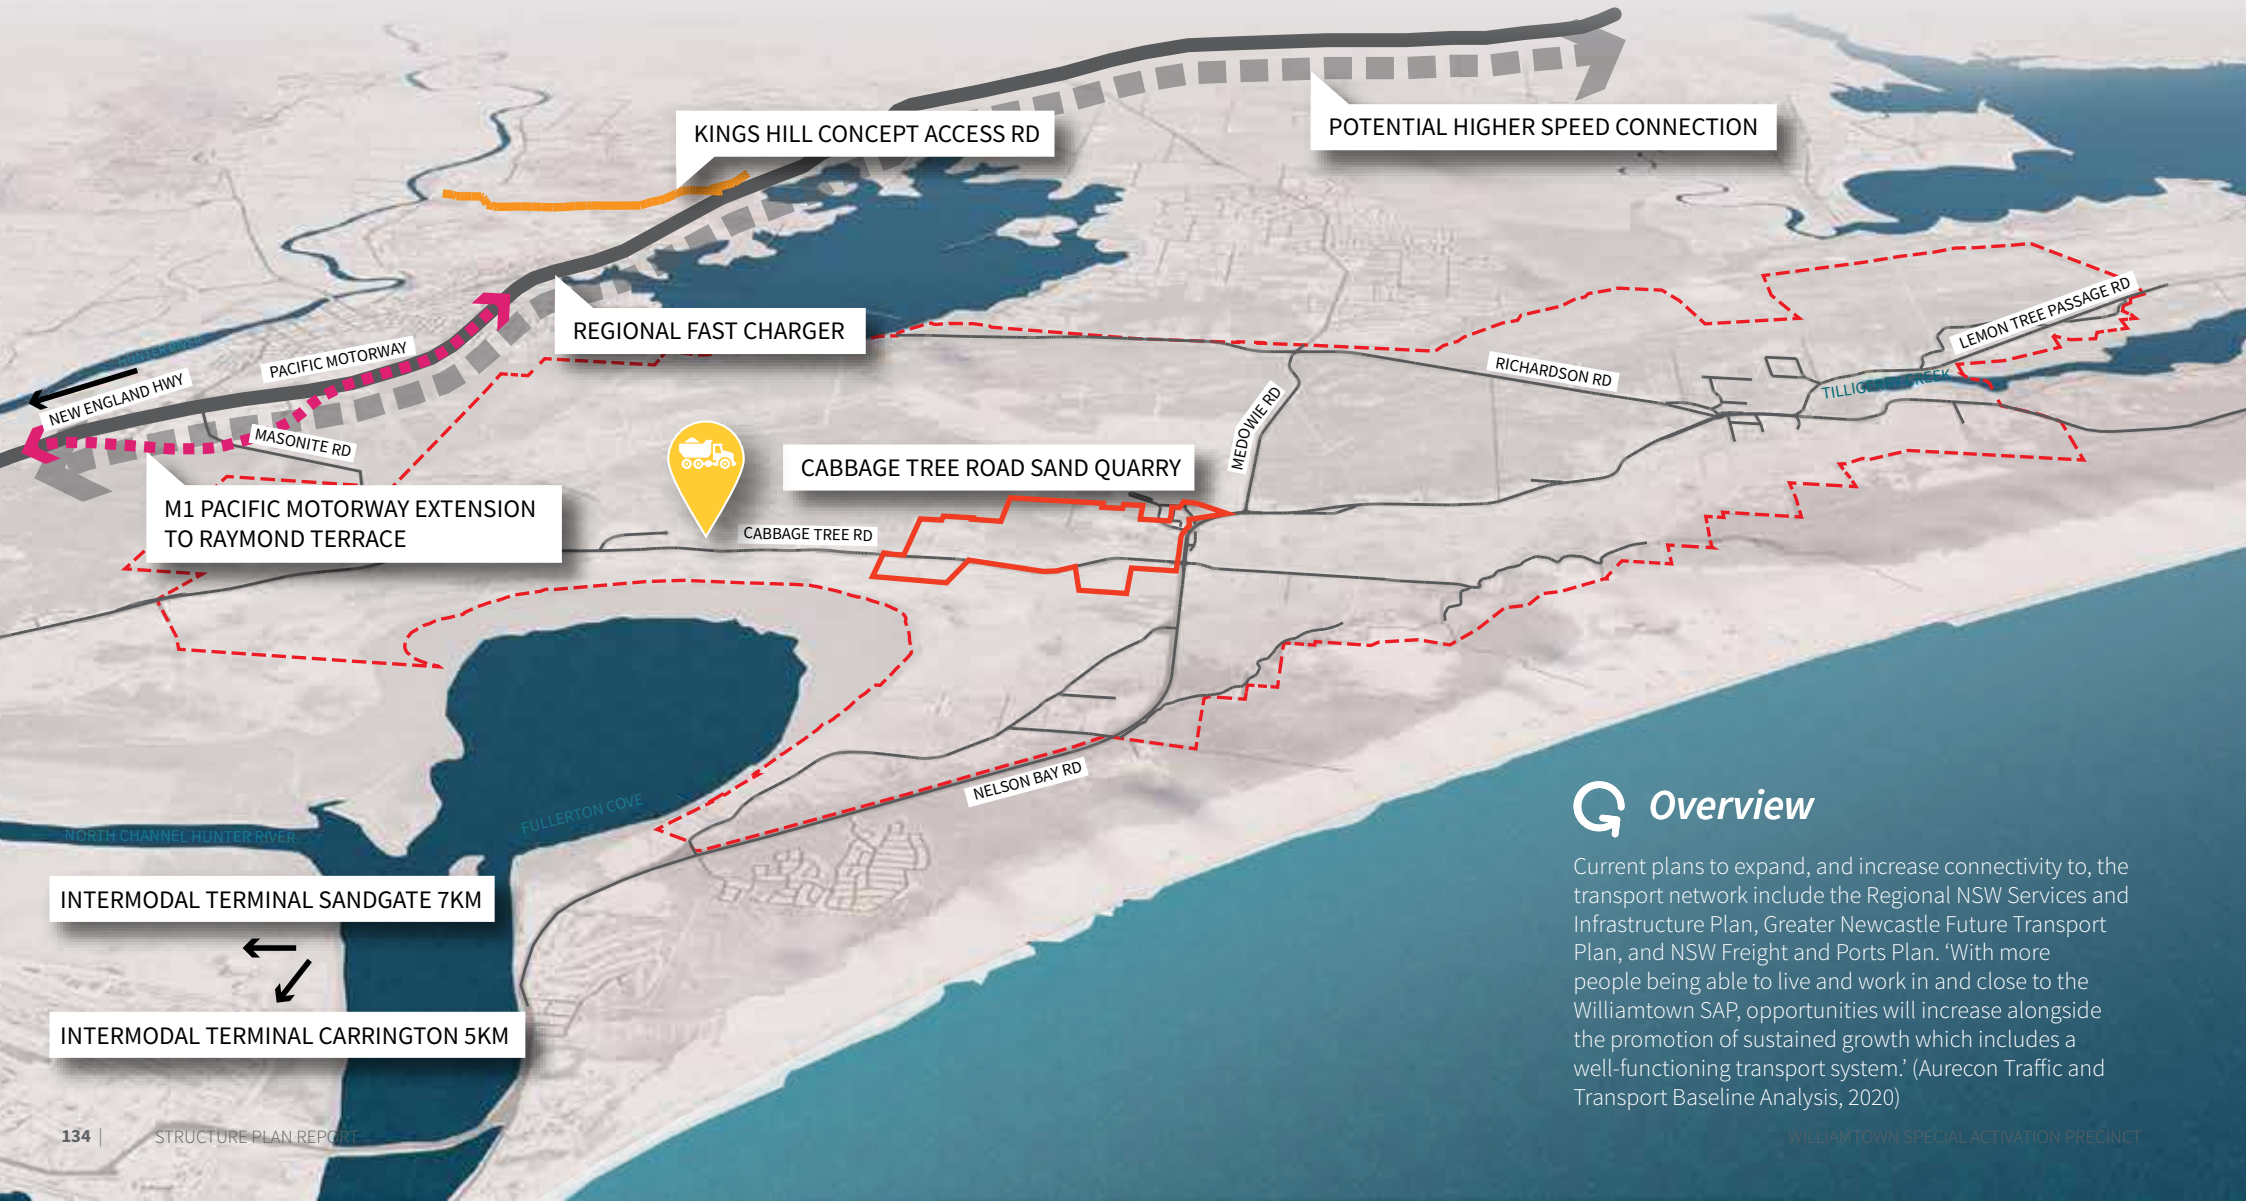 KINGS HILL CONCEPT ACCESS RD
POTENTIAL HIGHER SPEED CONNECTION
REGIONAL FAST CHARGER
HUNTER RIVER
PACIFIC MOTORWAY
NEW ENGLAND HWY
MASONITE RD
LEMON TREE PASSAGE RD
RICHARDSON RD
TILLIGERRY CREEK
MEDOWIE RD
CABBAGE TREE ROAD SAND QUARRY
M1 PACIFIC MOTORWAY EXTENSION
TO RAYMOND TERRACE
CABBAGE TREE RD
NELSON BAY RD
FULLERTON COVE
NORTH CHANNEL HUNTER RIVER
INTERMODAL TERMINAL SANDGATE 7KM
INTERMODAL TERMINAL CARRINGTON 5KM
Overview
Current plans to expand, and increase connectivity to, the
transport network include the Regional NSW Services and
Infrastructure Plan, Greater Newcastle Future Transport
Plan, and NSW Freight and Ports Plan. ‘With more
people being able to live and work in and close to the
Williamtown SAP, opportunities will increase alongside
the promotion of sustained growth which includes a
well-functioning transport system.’ (Aurecon Traffic and
Transport Baseline Analysis, 2020)
134 |
STRUCTURE PLAN REPORT
WILLIAMTOWN SPECIAL ACTIVATION PRECINCT